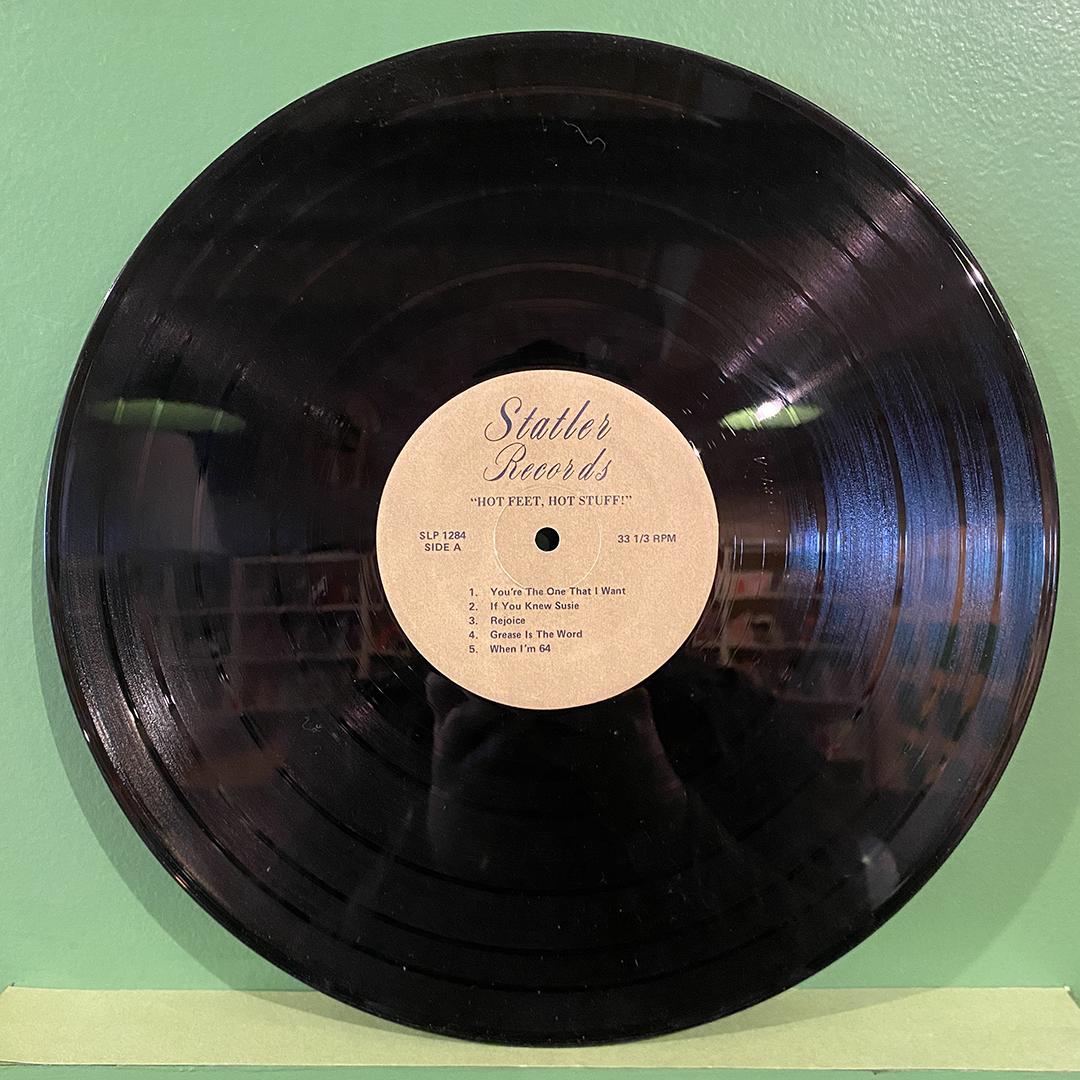 Statler
Records
“HOT FEET, HOT STUFF!”
SLP 1284
SIDE A
33 1/3 RPM
1. You're The One That I Want
2. If You Knew Susie
3. Rejoice
4. Grease Is The Word
5. When I'm 64